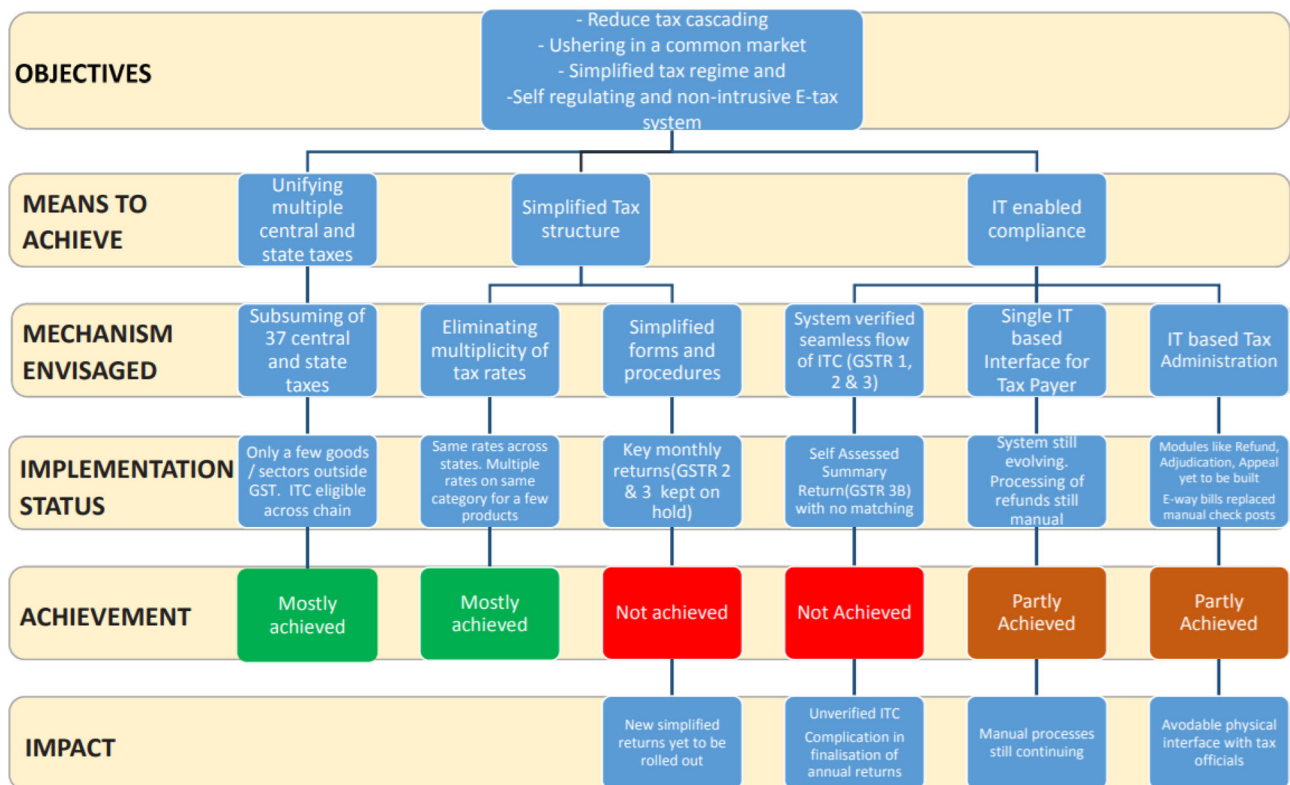 OBJECTIVES
- Reduce tax cascading
- Ushering in a common market
- Simplified tax regime and
-Self regulating and non-intrusive E-tax
system
MEANS TO
ACHIEVE
Unifying
multiple
central and
state taxes
Simplified Tax
structure
IT enabled
compliance
MECHANISM
ENVISAGED
Subsuming of
37 central
and state
taxes
Eliminating
multiplicity of
tax rates
Simplified
forms and
procedures
System verified
seamless flow
of ITC (GSTR 1,
2 & 3)
Single IT
based
Interface for
Tax Payer
IT based Tax
Administration
IMPLEMENTATION
STATUS
Only a few goods
/ sectors outside
GST. ITC eligible
across chain
Same rates across
states. Multiple
rates on same
category for a few
products
Key monthly
returns(GSTR 2
& 3 kept on
hold)
Self Assessed
Summary
Return(GSTR 3B)
with no matching
System still
evolving.
Processing of
refunds still
manual
Modules like Refund,
Adjudication, Appeal
yet to be built
E-way bills replaced
manual check posts
ACHIEVEMENT
Mostly
achieved
Mostly
achieved
Not achieved
Not Achieved
Partly
Achieved
Partly
Achieved
IMPACT
New simplified
returns yet to be
rolled out
Unverified ITC
Complication in
finalisation of
annual returns
Manual processes
still continuing
Avodable physical
interface with tax
officials